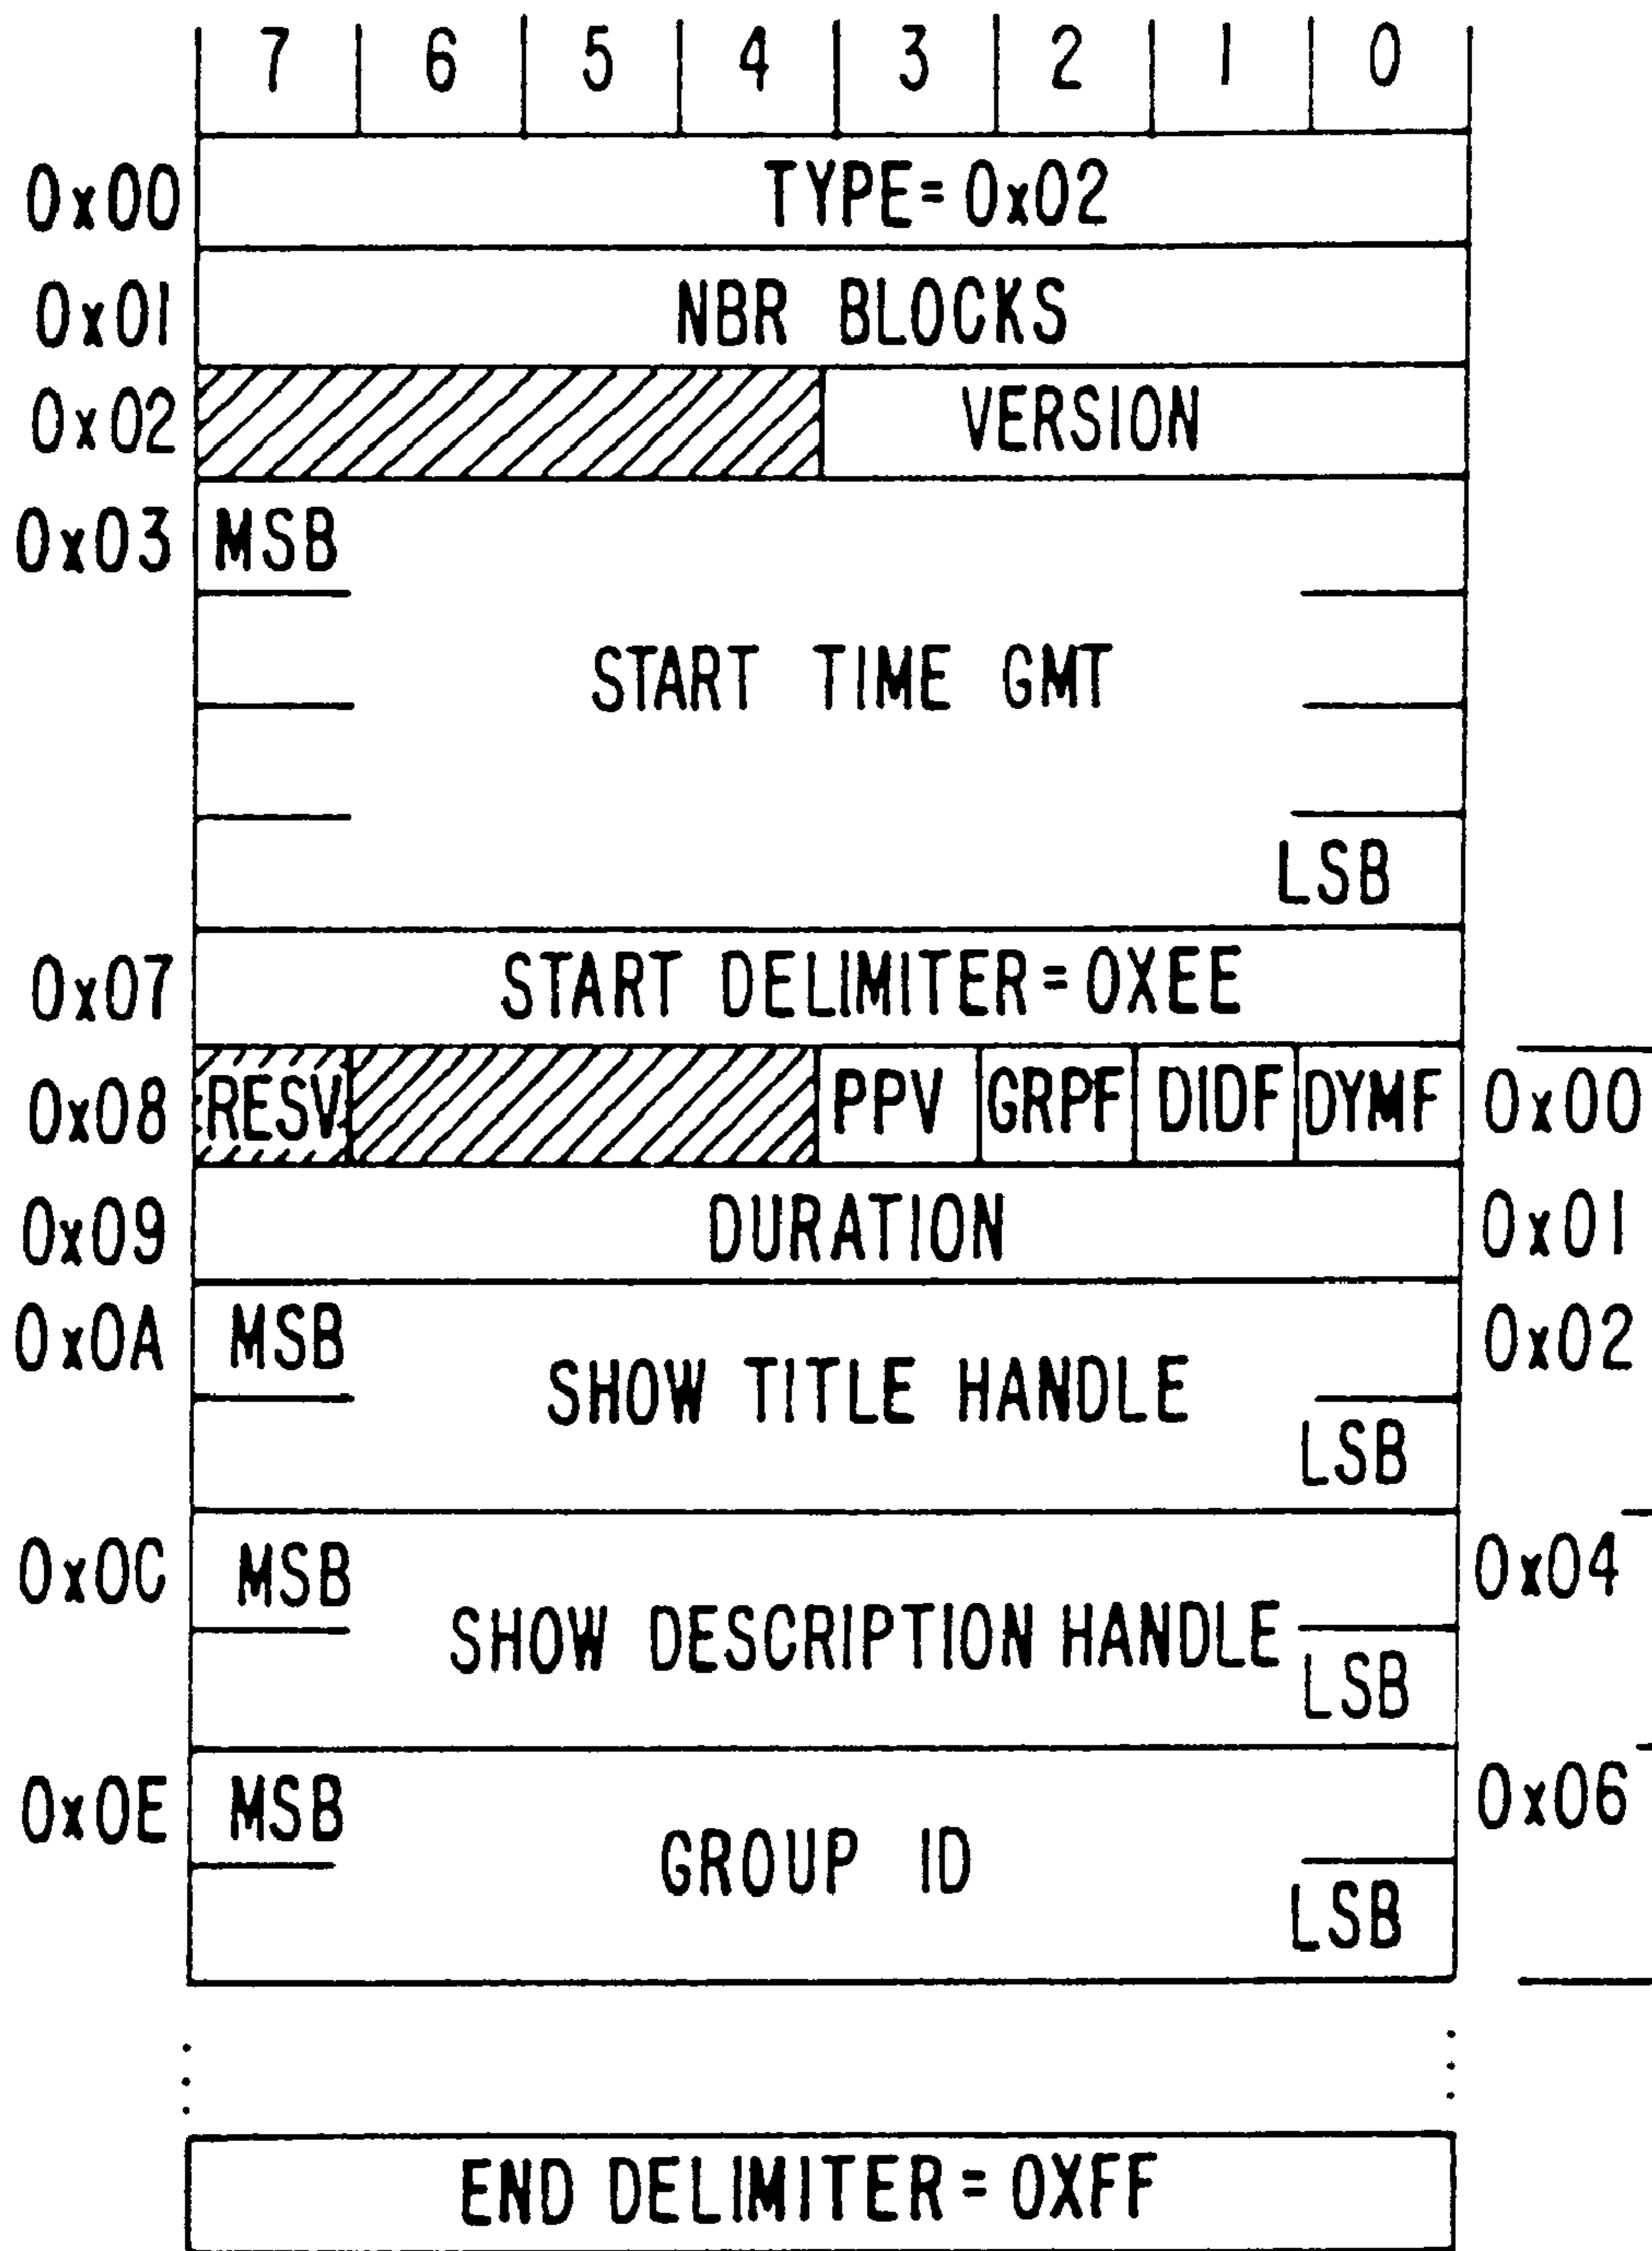 7 6 5 4 3 2 1 0
0x00 TYPE=0x02
0x01 NBR BLOCKS
0x02 VERSION
0x03 MSB
START TIME GMT
LSB
0x07 START DELIMITER=0XEE
0x08 RESV PPV GRPF DIDF DYMF 0x00
0x09 DURATION 0x01
0x0A MSB 0x02
SHOW TITLE HANDLE
LSB
0x0C MSB 0x04
SHOW DESCRIPTION HANDLE
LSB
0x0E MSB 0x06
GROUP ID
LSB
END DELIMITER=0XFF